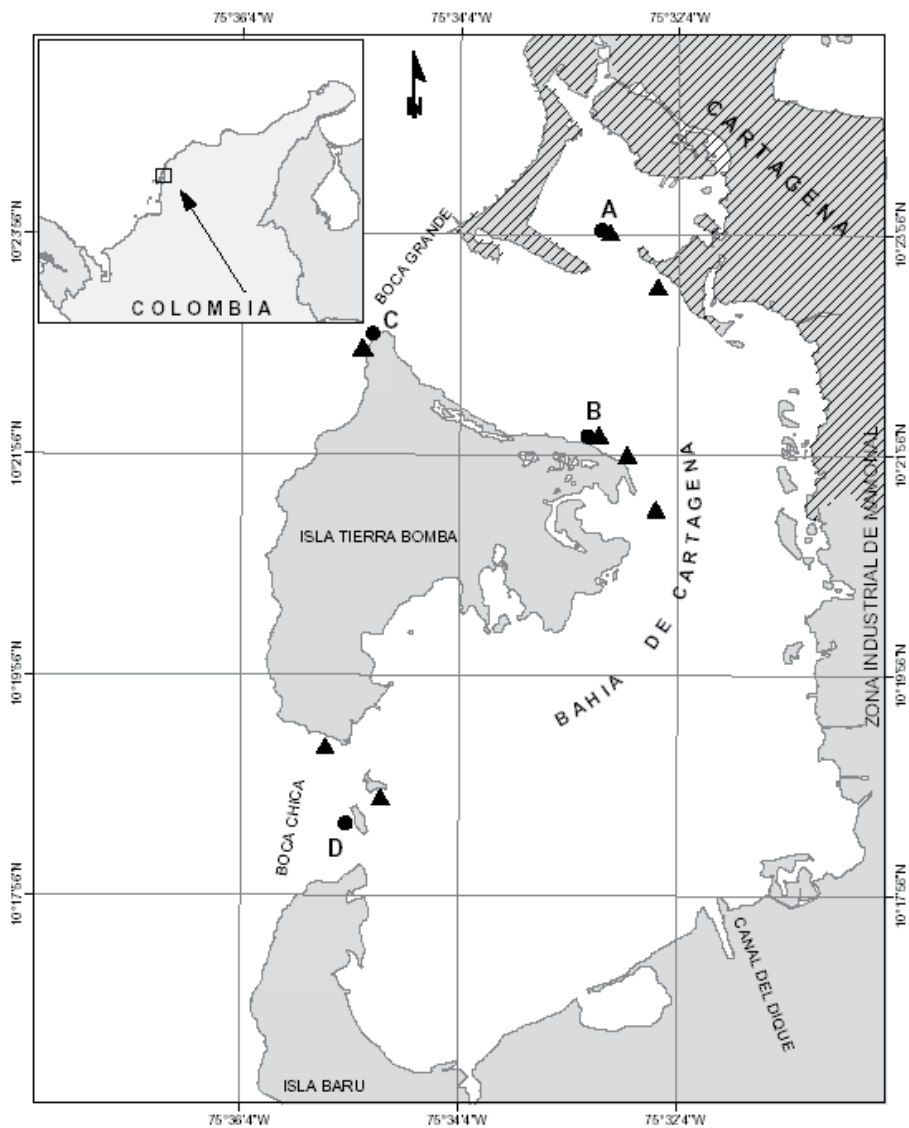 75°36'4"W 75°34'4"W 75°32'4"W
N
CARTAGENA
COLOMBIA
10°23'56"N
A
10°23'56"N
BOCA GRANDE
C
B
10°21'56"N
10°21'56"N
ISLA TIERRA BOMBA
BAHIA DE CARTAGENA
ZONA INDUSTRIAL DE MAMONAL
10°19'56"N
10°19'56"N
BOCA CHICA
D
10°17'56"N
10°17'56"N
CANAL DEL DIQUE
ISLA BARU
75°36'4"W 75°34'4"W 75°32'4"W